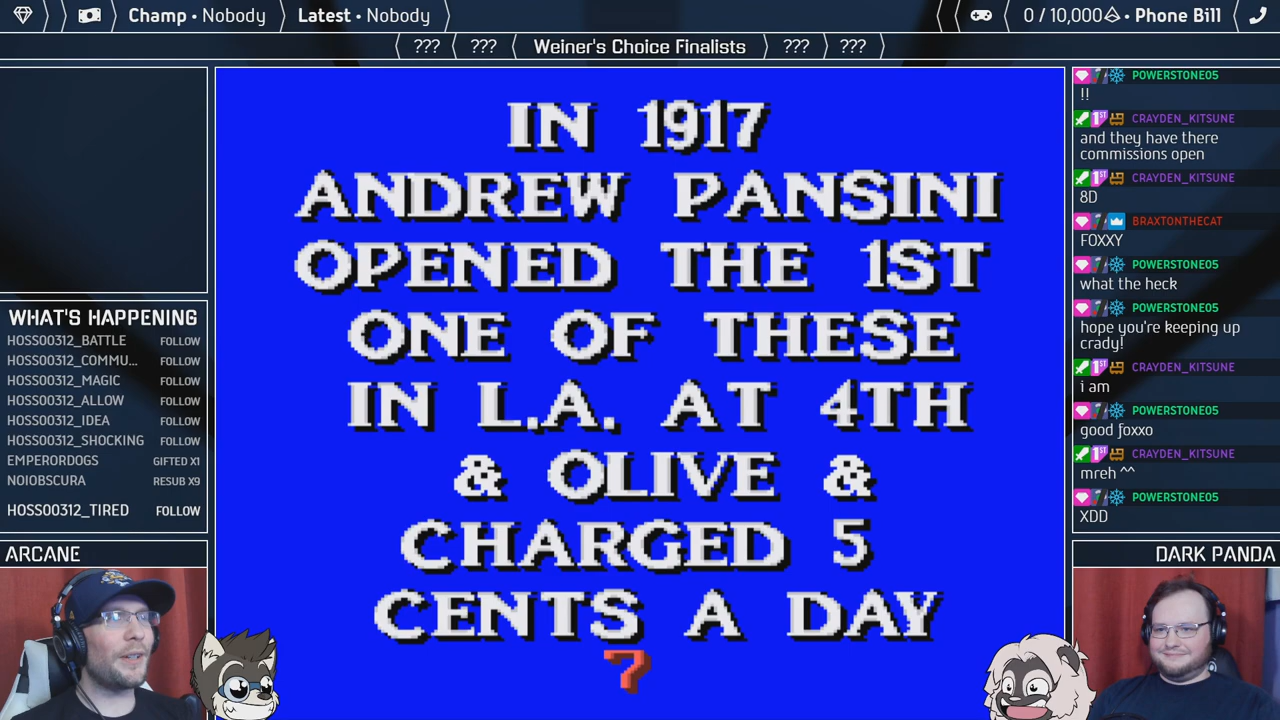 Champ • Nobody
Latest • Nobody
0 / 10,000 • Phone Bill
???
???
Weiner's Choice Finalists
???
???
IN 1917
ANDREW PANSINI
OPENED THE 1ST
ONE OF THESE
IN L.A. AT 4TH
& OLIVE &
CHARGED 5
CENTS A DAY
7
WHAT'S HAPPENING
HOSS00312_BATTLE FOLLOW
HOSS00312_COMMU... FOLLOW
HOSS00312_MAGIC FOLLOW
HOSS00312_ALLOW FOLLOW
HOSS00312_IDEA FOLLOW
HOSS00312_SHOCKING FOLLOW
EMPERORDOGS GIFTED X1
NOIOBSCURA RESUB X9
HOSS00312_TIRED FOLLOW
ARCANE
POWERSTONE05
!!
1ST CRAYDEN_KITSUNE
and they have there
commissions open
1ST CRAYDEN_KITSUNE
8D
BRAXTONTHECAT
FOXXY
POWERSTONE05
what the heck
POWERSTONE05
hope you're keeping up
crady!
1ST CRAYDEN_KITSUNE
i am
POWERSTONE05
good foxxo
1ST CRAYDEN_KITSUNE
mreh ^^
POWERSTONE05
XDD
DARK PANDA